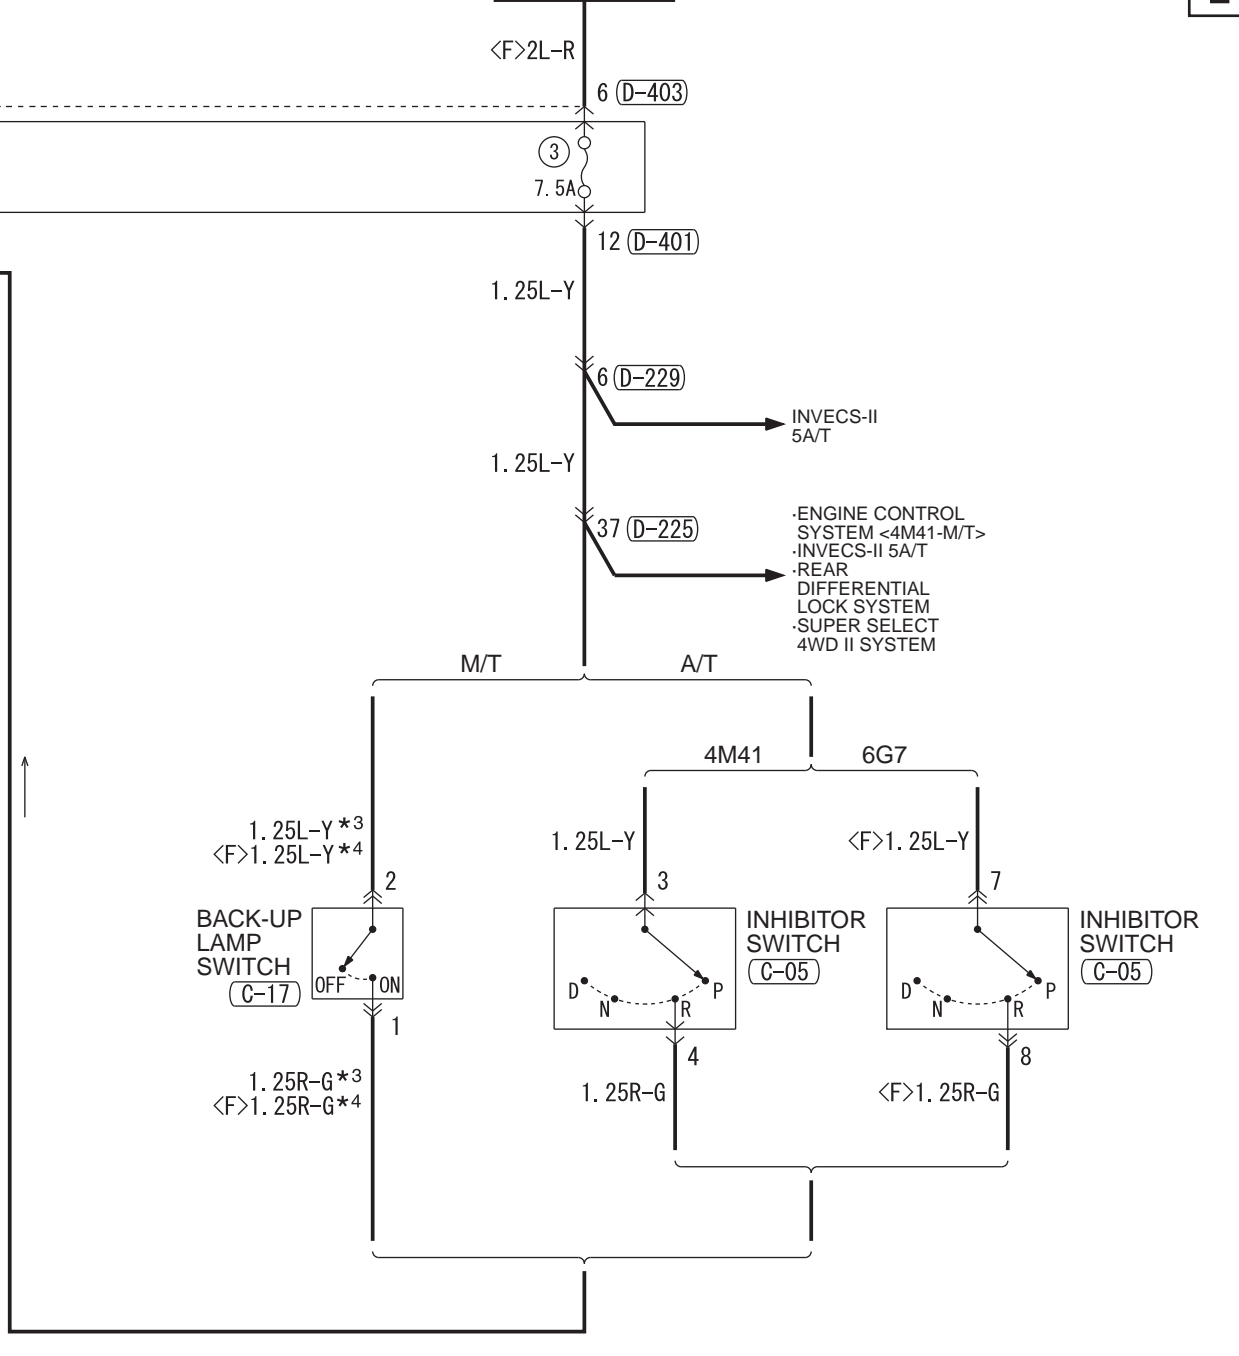 <F>2L-R
6 (D-403)
3
7.5A
12 (D-401)
1.25L-Y
6 (D-229)
INVECS-II
5A/T
1.25L-Y
37 (D-225)
·ENGINE CONTROL
SYSTEM <4M41-M/T>
·INVECS-II 5A/T
·REAR
DIFFERENTIAL
LOCK SYSTEM
·SUPER SELECT
4WD II SYSTEM
M/T
A/T
4M41
6G7
1.25L-Y*3
<F>1.25L-Y*4
1.25L-Y
<F>1.25L-Y
2
3
7
BACK-UP
LAMP
SWITCH
C-17
OFF
ON
1
INHIBITOR
SWITCH
C-05
D
N
R
P
4
INHIBITOR
SWITCH
C-05
D
N
R
P
8
1.25R-G*3
<F>1.25R-G*4
1.25R-G
<F>1.25R-G